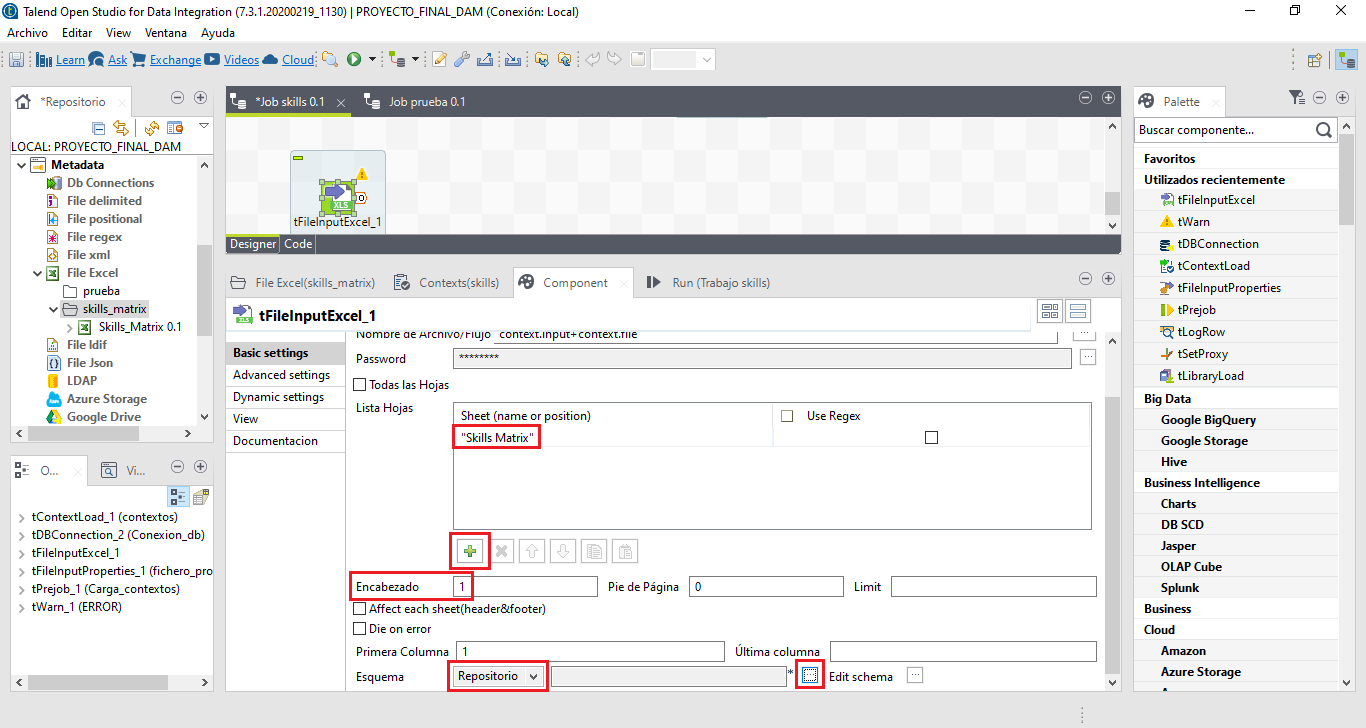 Talend Open Studio for Data Integration (7.3.1.20200219_1130) | PROYECTO_FINAL_DAM (Conexión: Local)
Archivo Editar Ver Ventana Ayuda
Learn Ask Exchange Videos Cloud
*Repositorio
LOCAL: PROYECTO_FINAL_DAM
Metadata
Db Connections
File delimited
File positional
File regex
File xml
File Excel
prueba
skills_matrix
Skills_Matrix 0.1
File ldif
File Json
LDAP
Azure Storage
Google Drive
O... Vi...
tContextLoad_1 (contextos)
tDBConnection_2 (Conexion_db)
tFileInputExcel_1
tFileInputProperties_1 (fichero_pro
tPrejob_1 (Carga_contextos)
tWarn_1 (ERROR)
*Job skills 0.1 Job prueba 0.1
XLS
tFileInputExcel_1
Designer Code
File Excel(skills_matrix) Contexts(skills) Component Run (Trabajo skills)
tFileInputExcel_1
Basic settings
Advanced settings
Dynamic settings
View
Documentacion
Nombre de Archivo/Flujo context.input+context.file
Password ********
Todas las Hojas
Lista Hojas Sheet (name or position) Use Regex
"Skills Matrix"
Encabezado 1 Pie de Página 0 Limit
Affect each sheet(header&footer)
Die on error
Primera Columna 1 Última columna
Esquema Repositorio * ... Edit schema ...
Palette
Buscar componente...
Favoritos
Utilizados recientemente
tFileInputExcel
tWarn
tDBConnection
tContextLoad
tFileInputProperties
tPrejob
tLogRow
tSetProxy
tLibraryLoad
Big Data
Google BigQuery
Google Storage
Hive
Business Intelligence
Charts
DB SCD
Jasper
OLAP Cube
Splunk
Business
Cloud
Amazon
Azure Storage